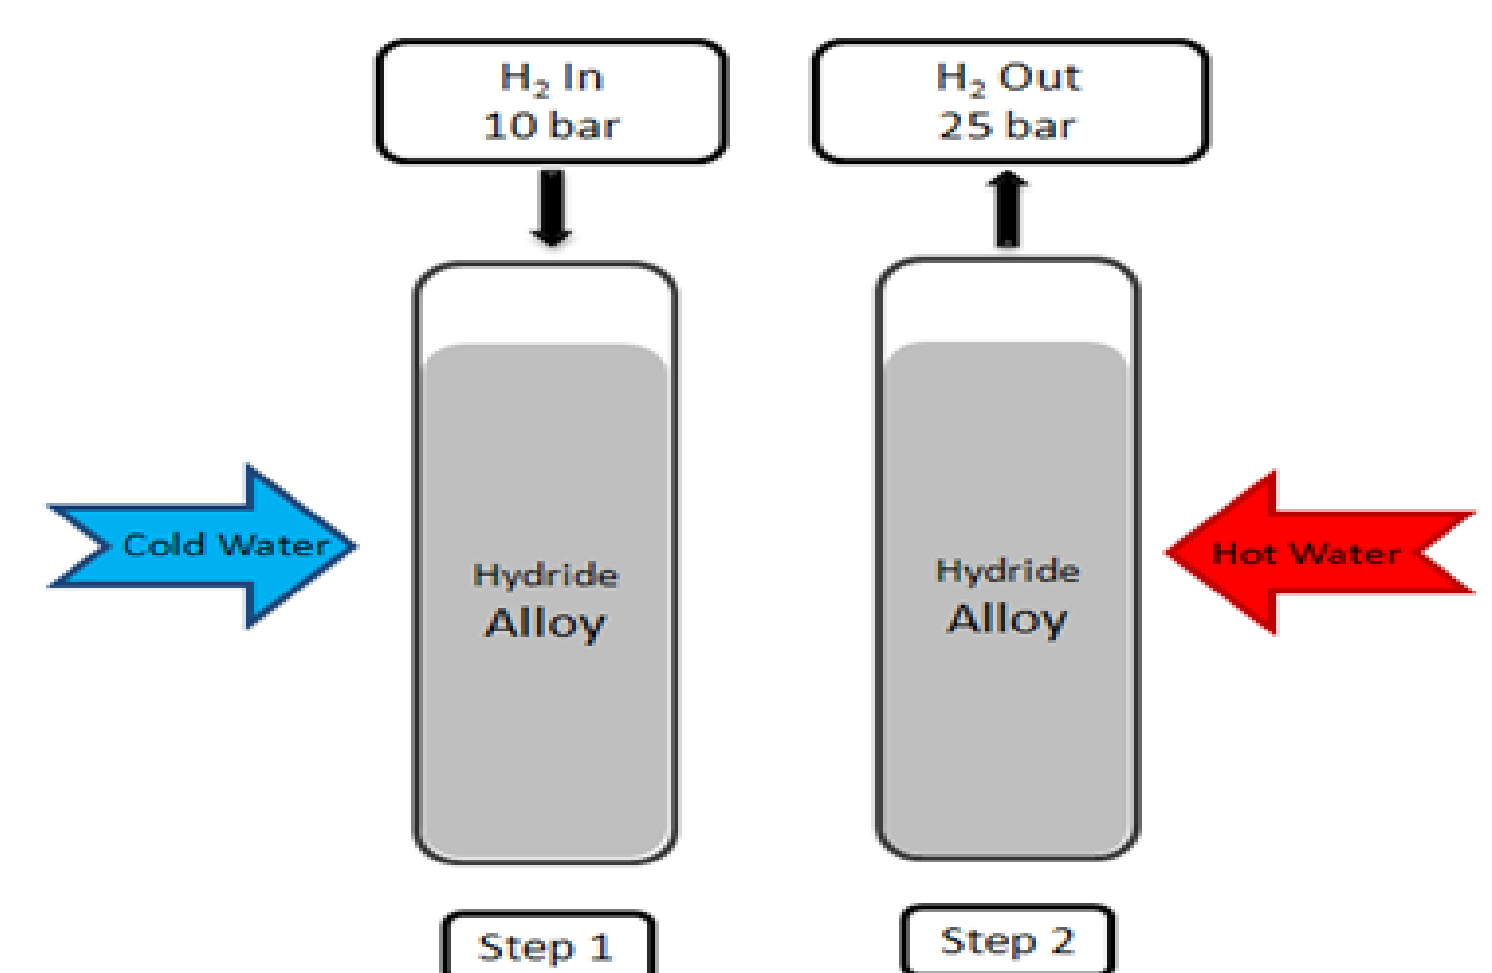 H₂ In
10 bar
H₂ Out
25 bar
Cold Water
Hydride
Alloy
Hydride
Alloy
Hot Water
Step 1
Step 2